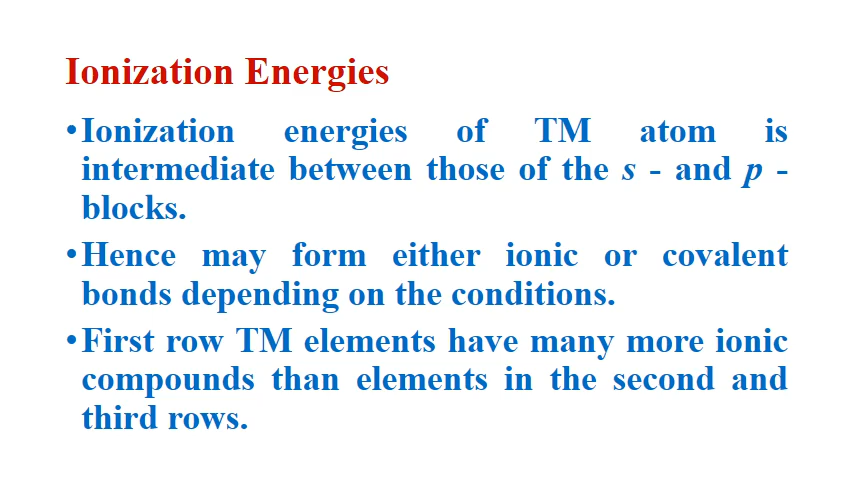 Ionization Energies
•Ionization energies of TM atom is
intermediate between those of the s - and p -
blocks.
•Hence may form either ionic or covalent
bonds depending on the conditions.
•First row TM elements have many more ionic
compounds than elements in the second and
third rows.